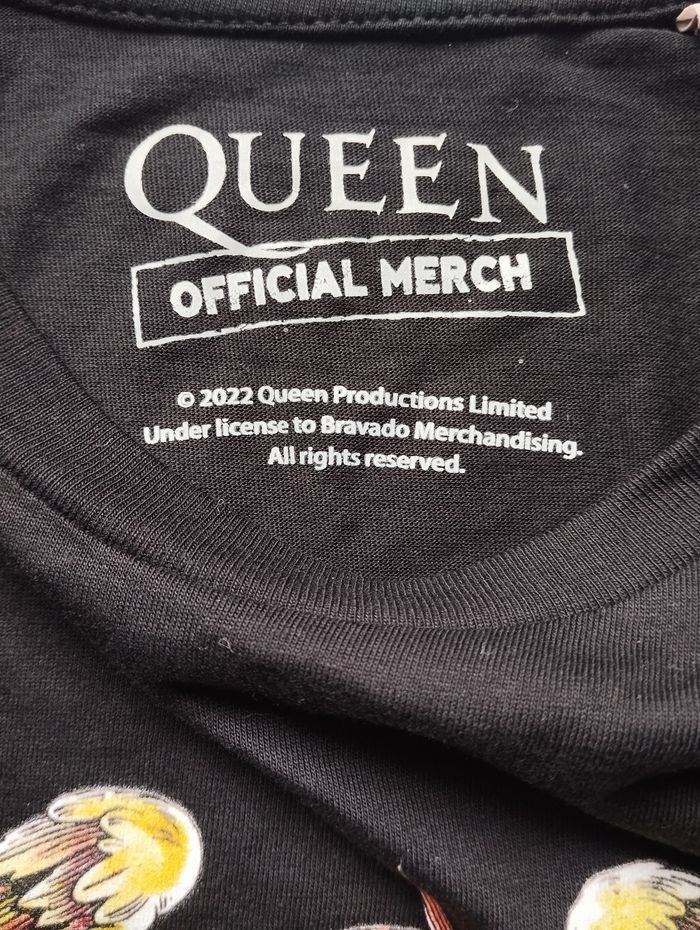 QUEEN
OFFICIAL MERCH
© 2022 Queen Productions Limited
Under license to Bravado Merchandising.
All rights reserved.